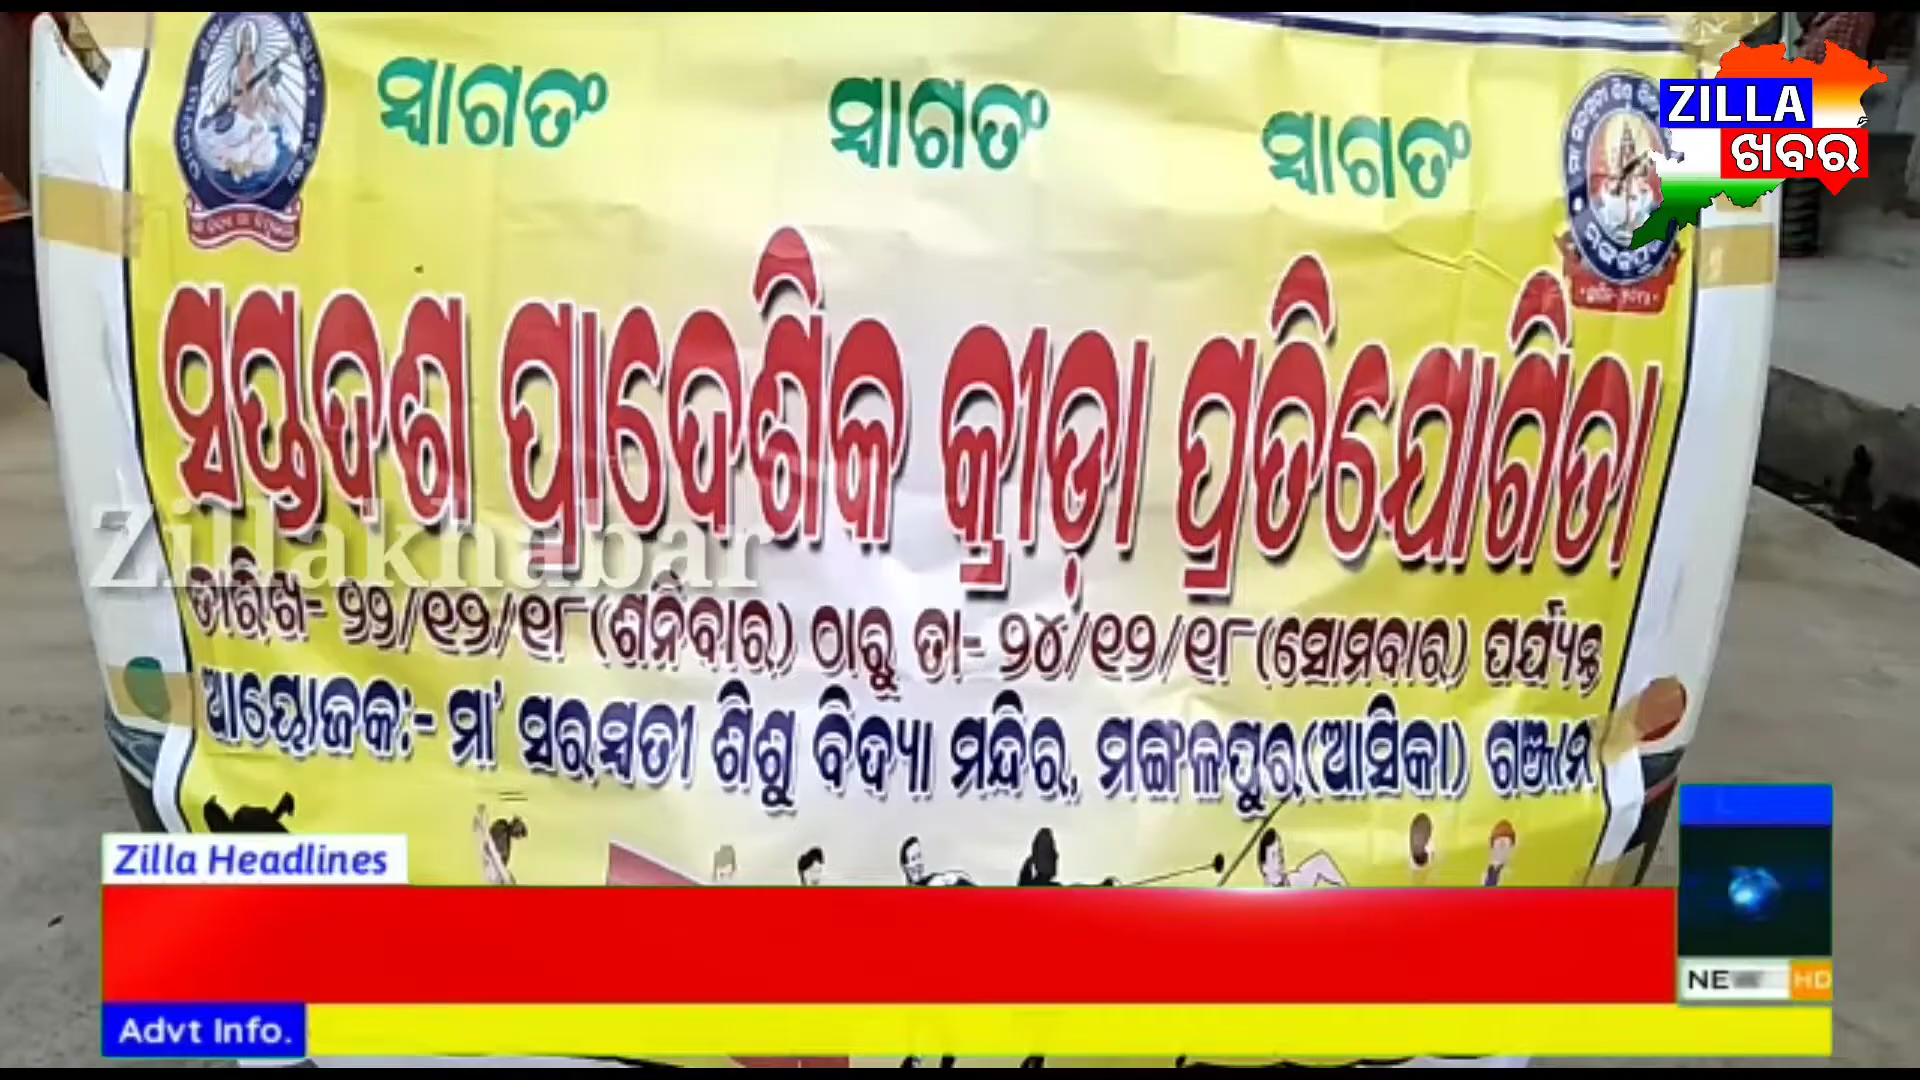 ସ୍ୱାଗତଂ ସ୍ୱାଗତଂ ସ୍ୱାଗତଂ
ZILLA
ଖବର
ସପ୍ତଦଶ ପ୍ରାଦେଶିକ କ୍ରୀଡ଼ା ପ୍ରତିଯୋଗିତା
Zillakhabar
ତାରିଖ- ୨୨/୧୨/୧୮(ଶନିବାର) ଠାରୁ ତା- ୨୪/୧୨/୧୮(ସୋମବାର) ପର୍ଯ୍ୟନ୍ତ
ଆୟୋଜକ:- ମା' ସରସ୍ୱତୀ ଶିଶୁ ବିଦ୍ୟା ମନ୍ଦିର, ମଙ୍ଗଳପୁର(ଆସିକା) ଗଞ୍ଜାମ
Zilla Headlines
HD
Advt Info.